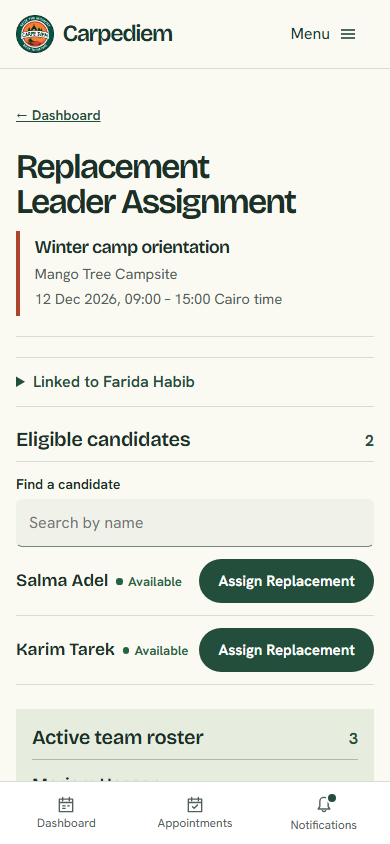 CARPE DIEM
Carpediem
Menu
← Dashboard
Replacement
Leader Assignment
Winter camp orientation
Mango Tree Campsite
12 Dec 2026, 09:00 – 15:00 Cairo time
Linked to Farida Habib
Eligible candidates
2
Find a candidate
Search by name
Salma Adel
Available
Assign Replacement
Karim Tarek
Available
Assign Replacement
Active team roster
3
Dashboard
Appointments
Notifications